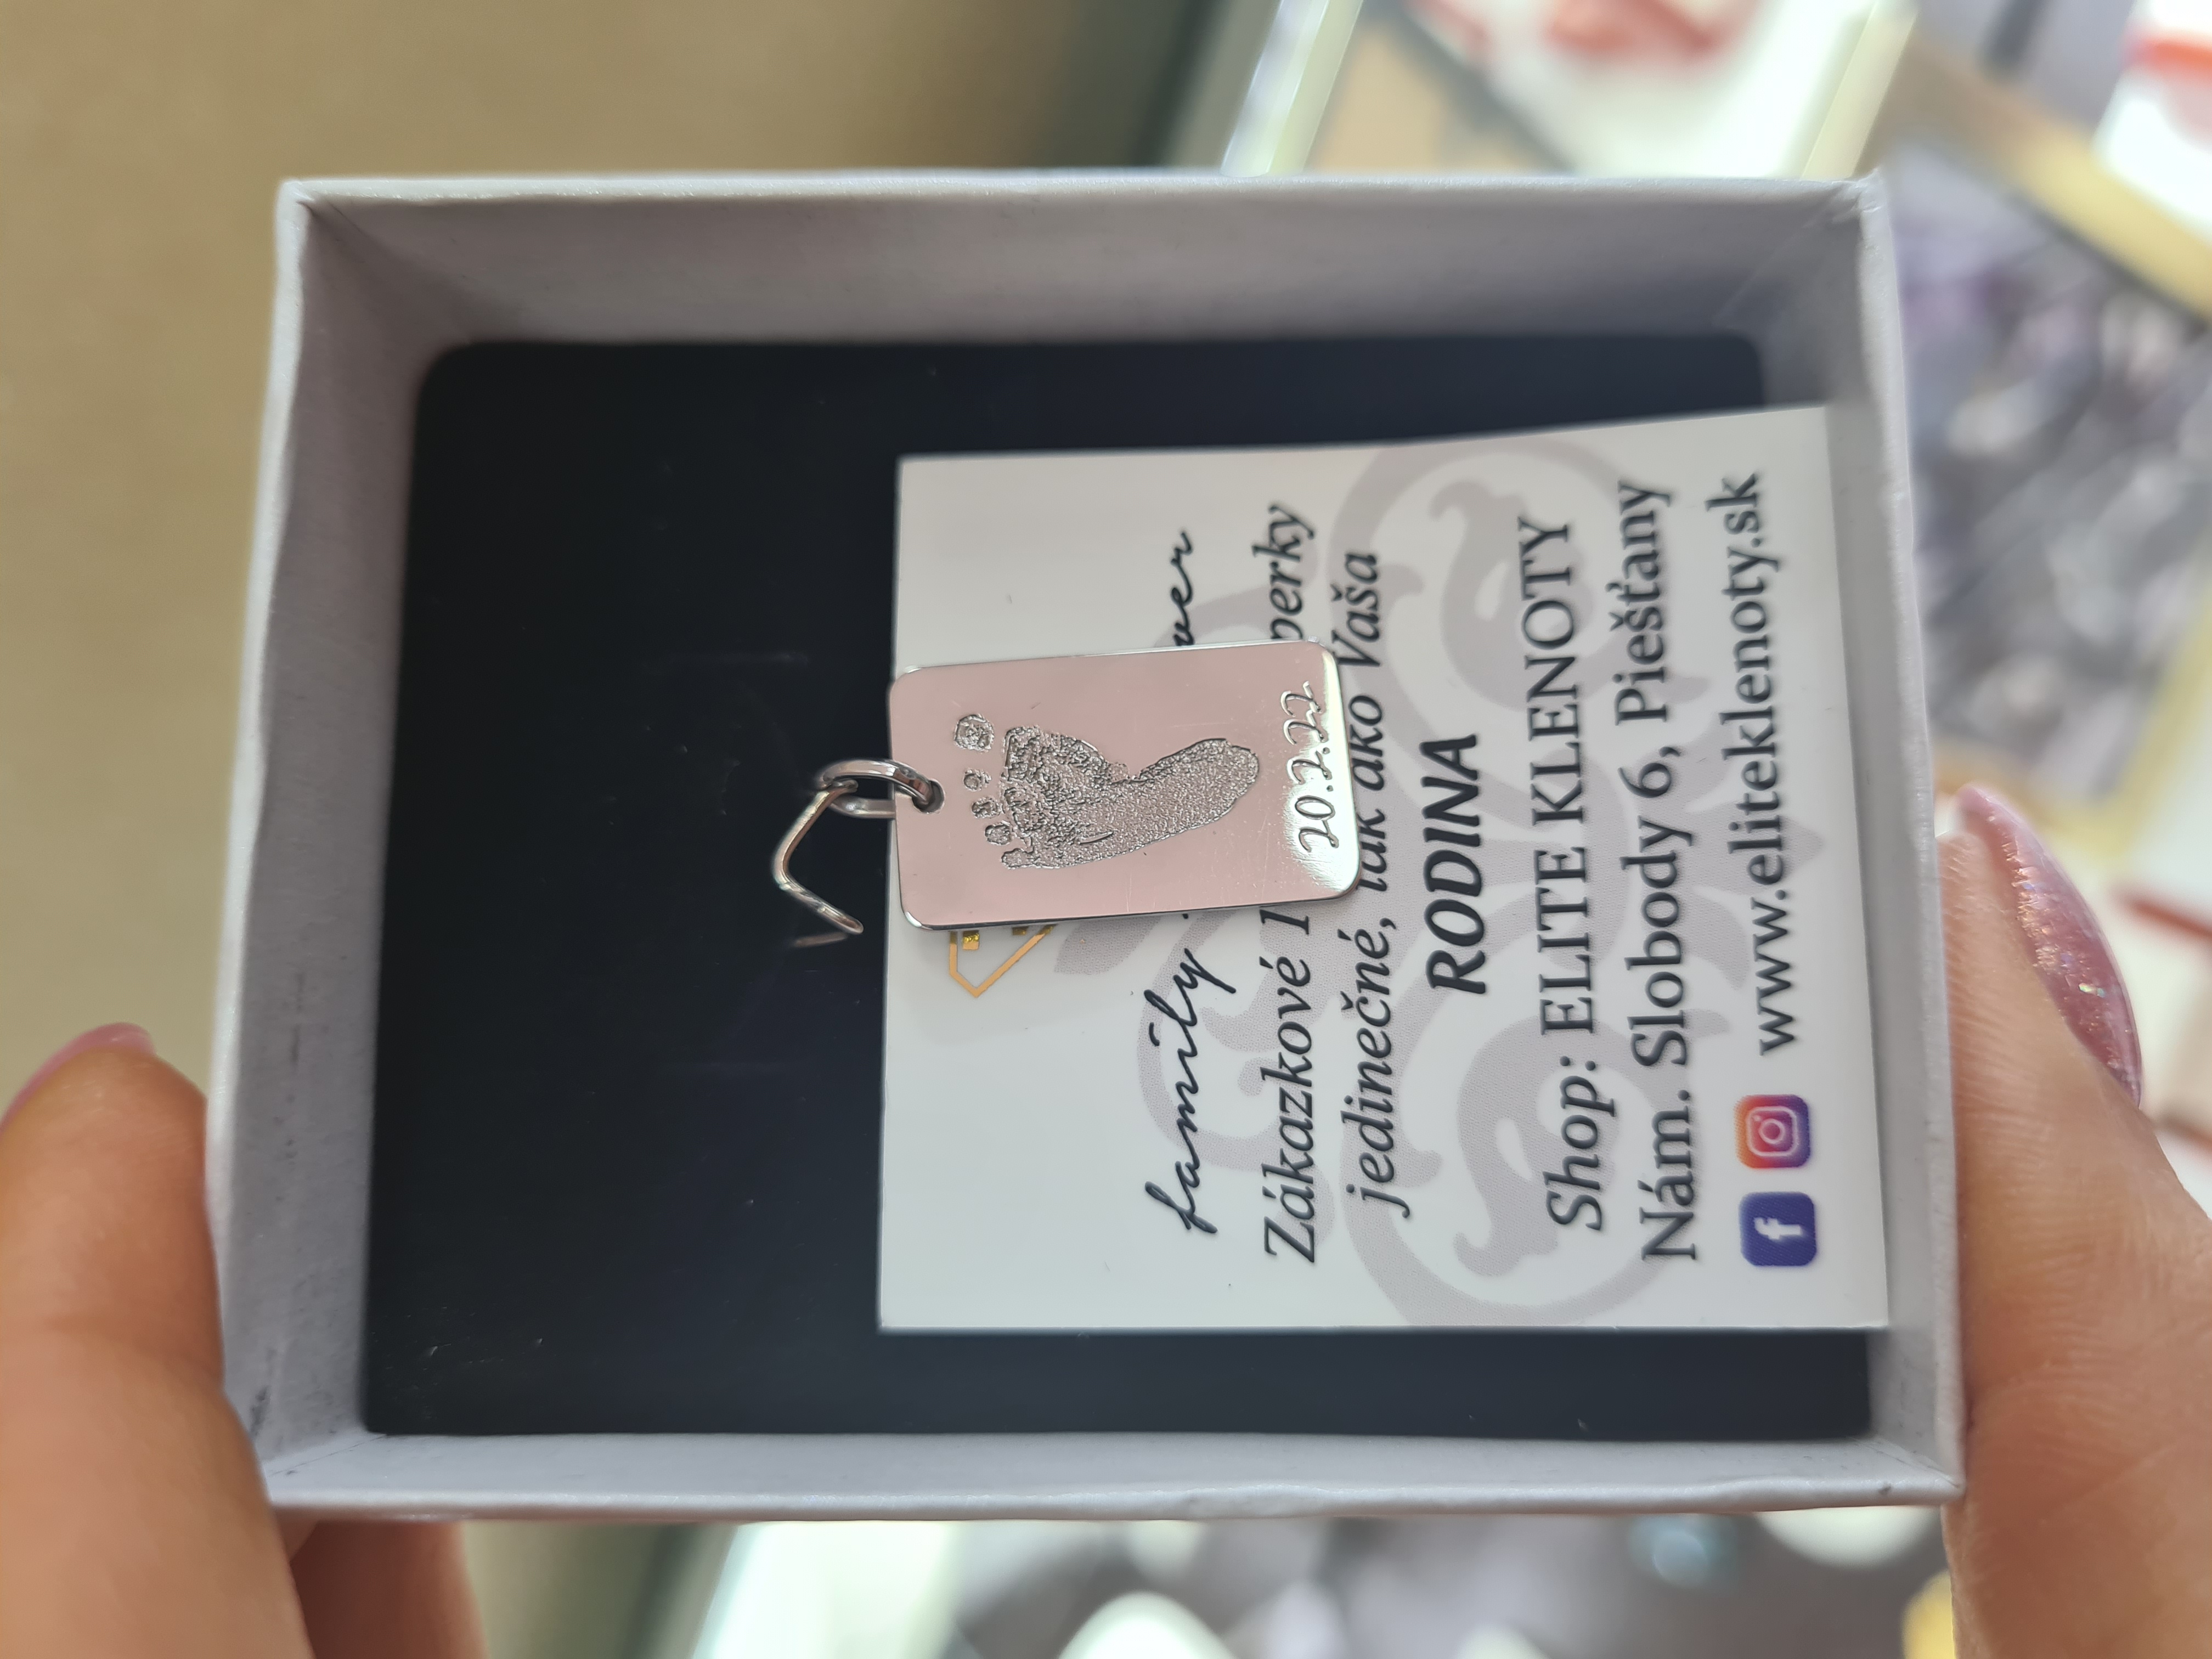 20.2.22
family
Zákazkové perky
jedinečné, tak ako Vaša
RODINA
Shop: ELITE KLENOTY
Nám. Slobody 6, Piešťany
www.eliteklenoty.sk